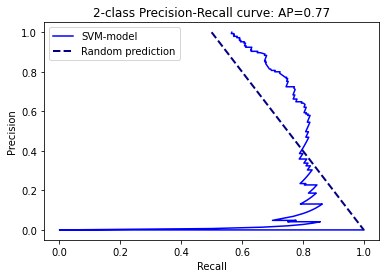 2-class Precision-Recall curve: AP=0.77
SVM-model
Random prediction
Precision
1.0
0.8
0.6
0.4
0.2
0.0
0.0 0.2 0.4 0.6 0.8 1.0
Recall